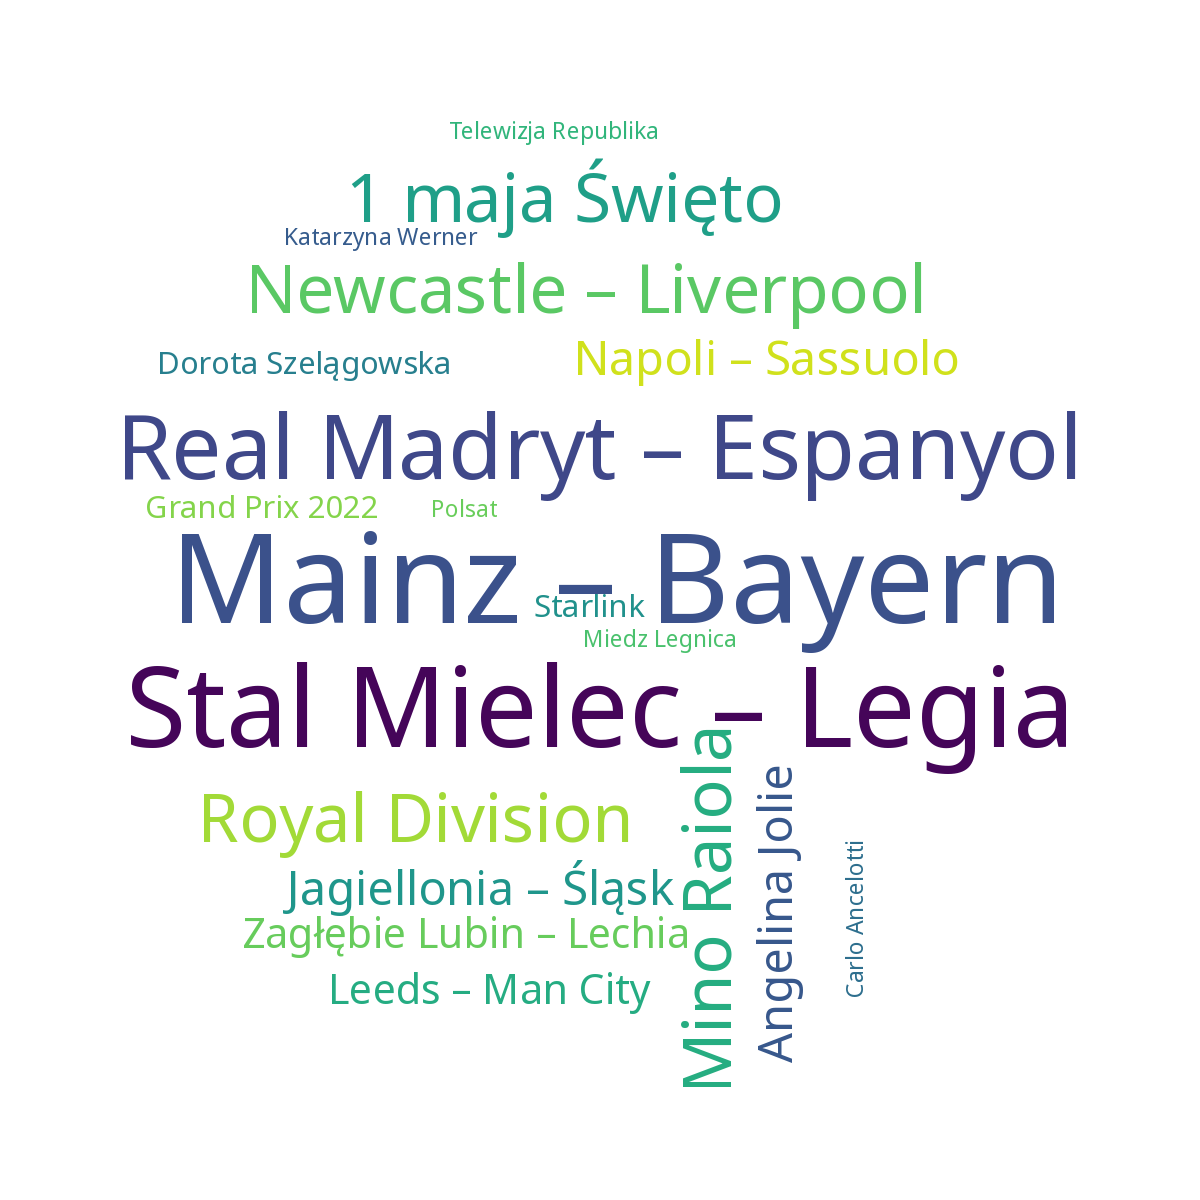 Telewizja Republika
1 maja Święto
Katarzyna Werner
Newcastle – Liverpool
Dorota Szelągowska
Napoli – Sassuolo
Real Madryt – Espanyol
Grand Prix 2022
Polsat
Mainz – Bayern
Starlink
Miedz Legnica
Stal Mielec – Legia
Royal Division
Mino Raiola
Angelina Jolie
Carlo Ancelotti
Jagiellonia – Śląsk
Zagłębie Lubin – Lechia
Leeds – Man City